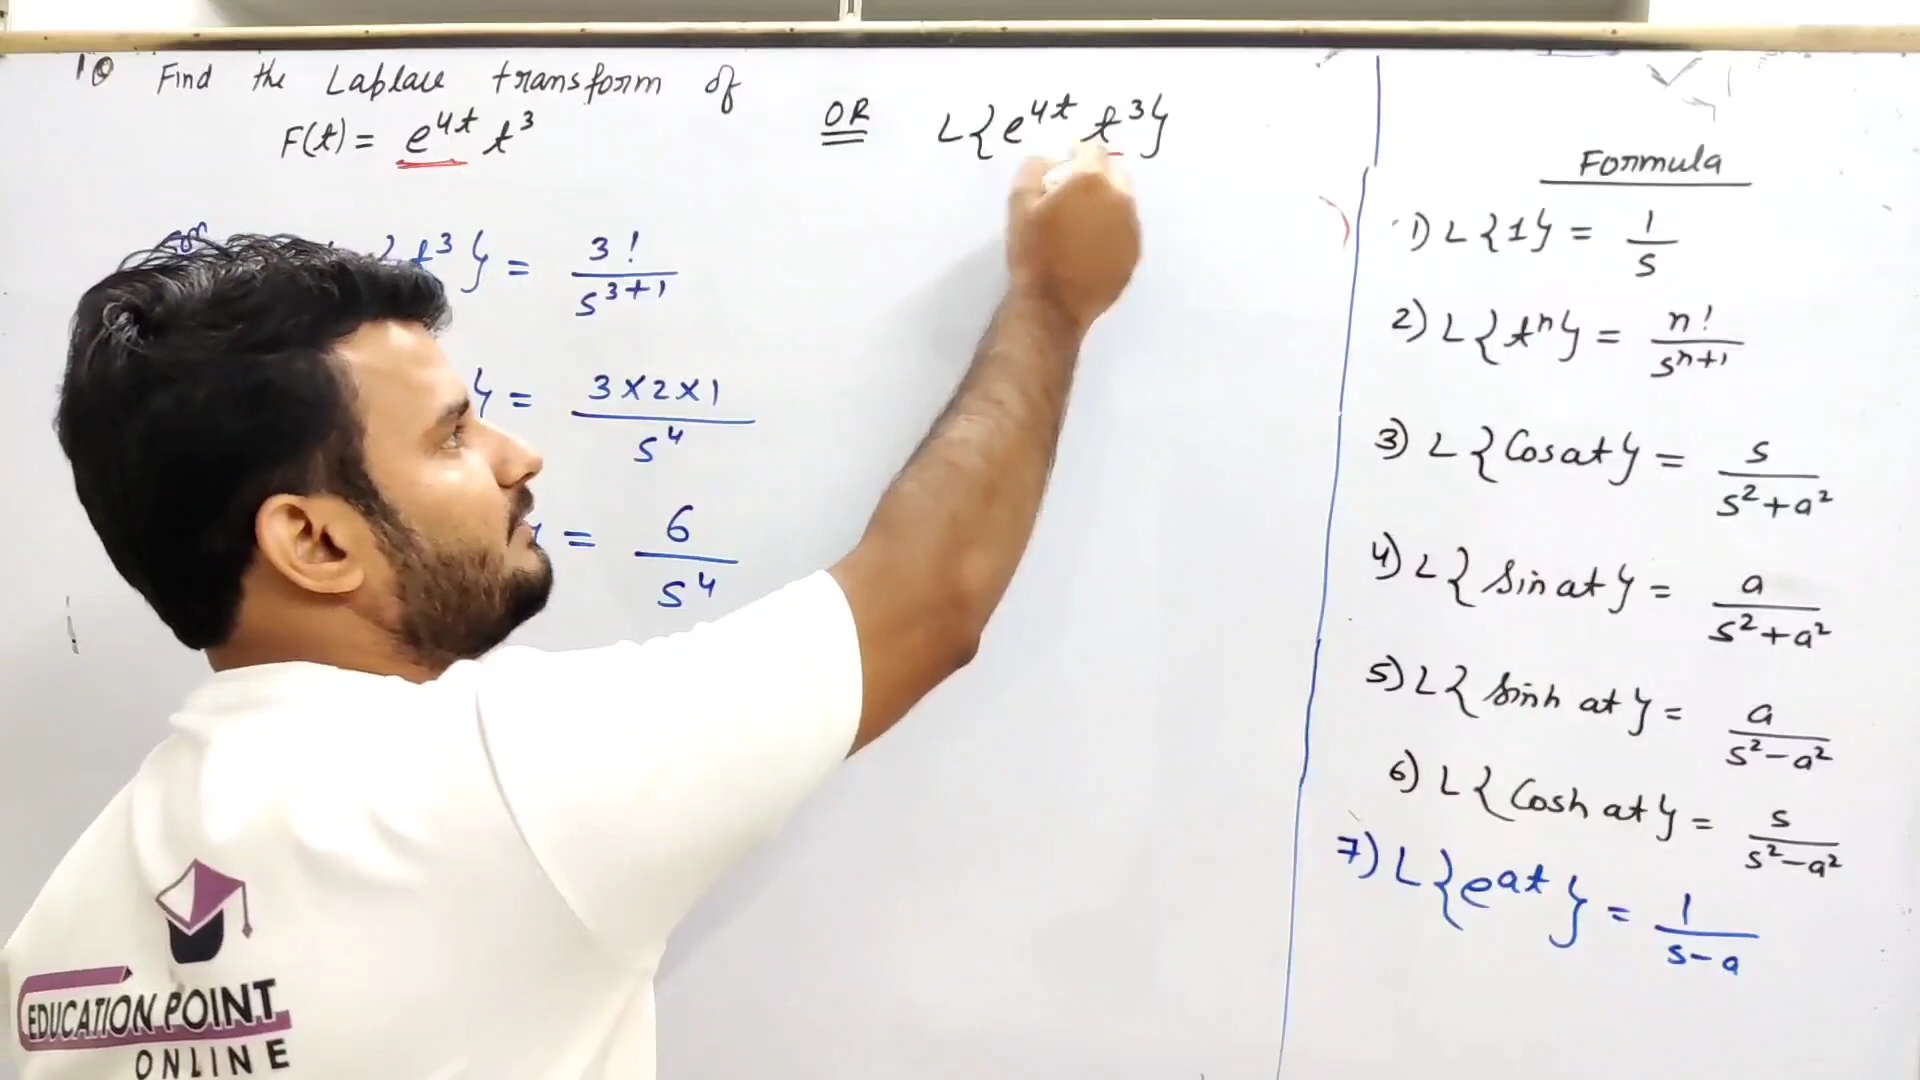 1Q Find the Laplace transform of
F(t) = e^{4t} t^3
OR L{e^{4t} t^3}
t^3} = 3! / s^{3+1}
} = 3×2×1 / s^4
= 6 / s^4
Formula
1) L{1} = 1/s
2) L{t^n} = n! / s^{n+1}
3) L{Cos at} = s / s^2+a^2
4) L{Sin at} = a / s^2+a^2
5) L{Sinh at} = a / s^2-a^2
6) L{Cosh at} = s / s^2-a^2
7) L{e^{at}} = 1 / s-a
EDUCATION POINT
ONLINE